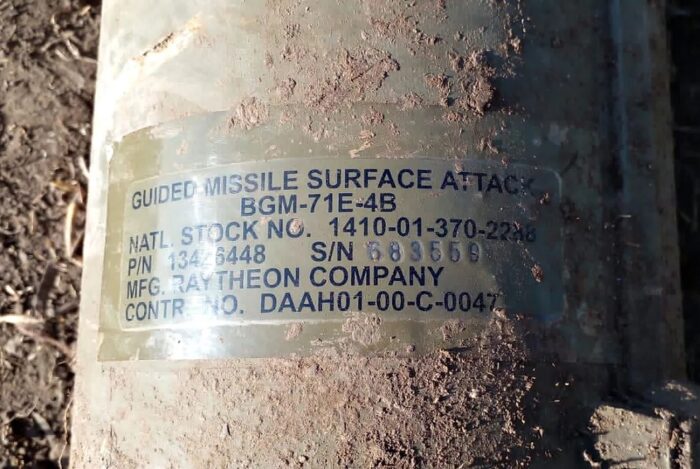 GUIDED MISSILE SURFACE ATTACK
BGM-71E-4B
NATL. STOCK NO. 1410-01-370-
P/N S/N 683559
MFG. RAYTHEON COMPANY
CONTR. NO. DAAH01-00-C-0047